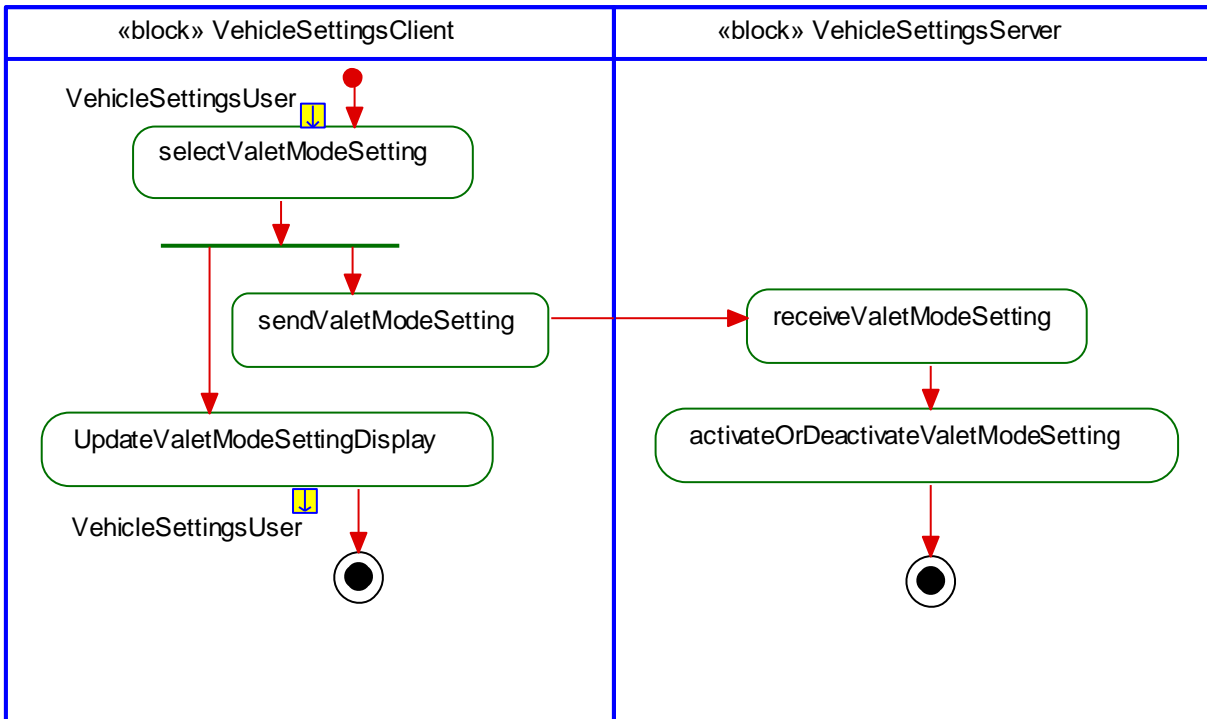 «block» VehicleSettingsClient
«block» VehicleSettingsServer
VehicleSettingsUser
selectValetModeSetting
sendValetModeSetting
receiveValetModeSetting
UpdateValetModeSettingDisplay
activateOrDeactivateValetModeSetting
VehicleSettingsUser